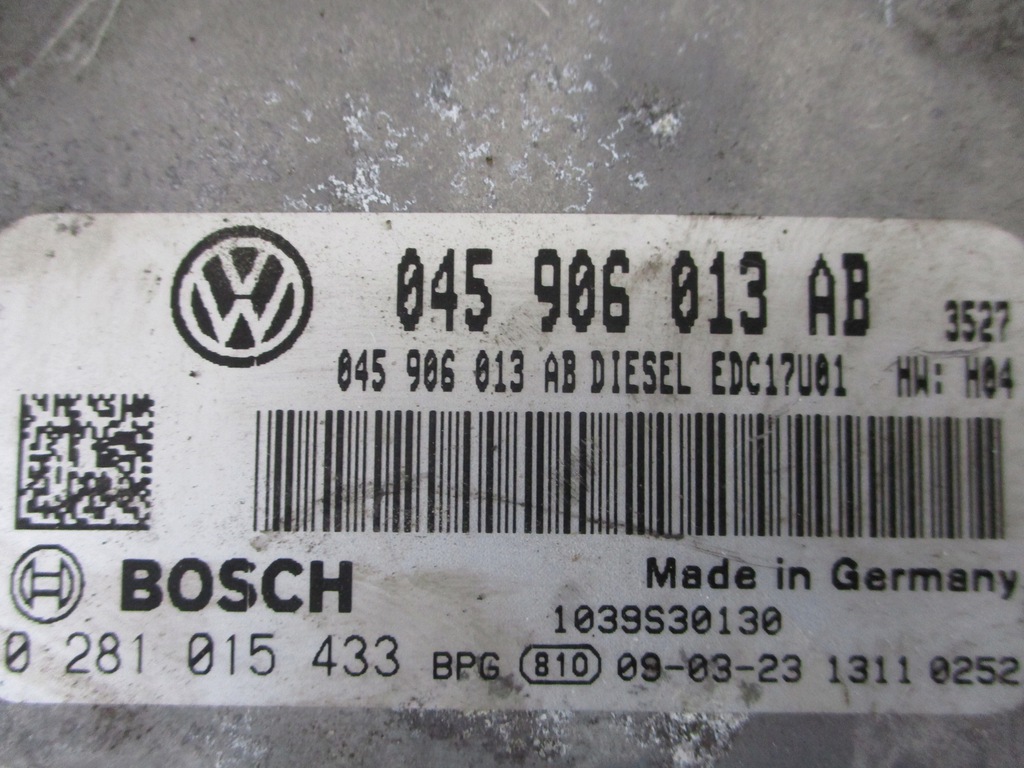 045 906 013 AB
3527
045 906 013 AB DIESEL EDC17U01 HW: H04
BOSCH
Made in Germany
1039S30130
0 281 015 433 BPG 810 09-03-23 1311 0252